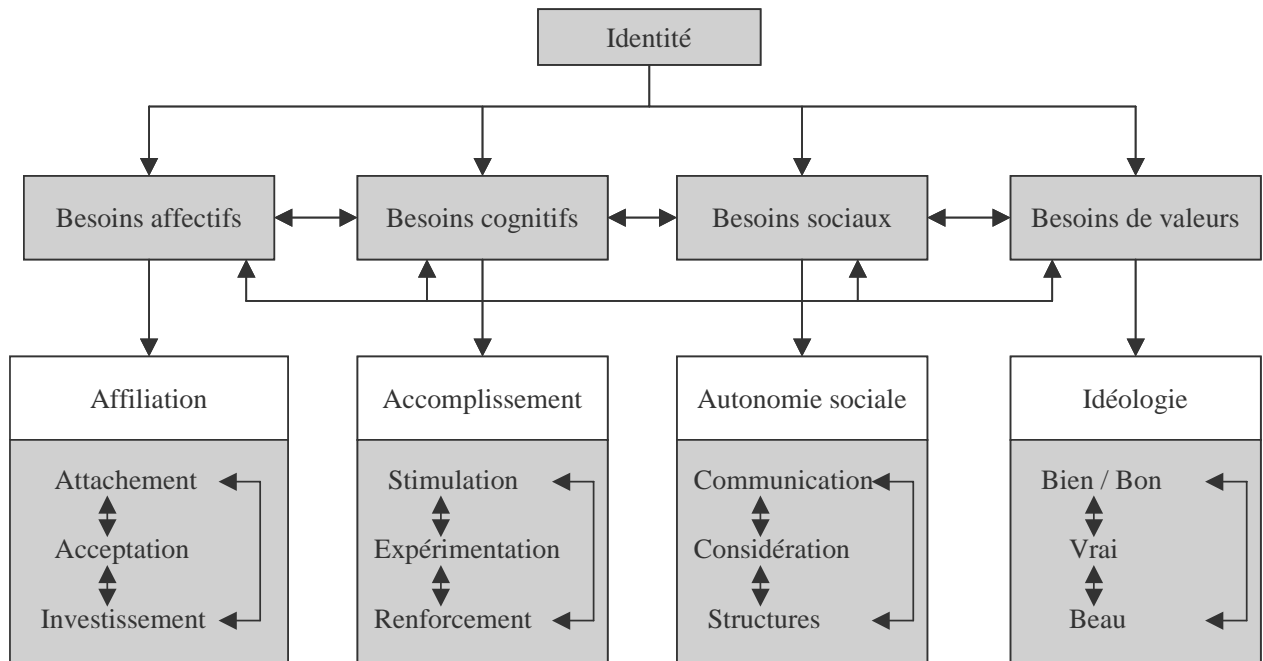 Identité
Besoins affectifs
Besoins cognitifs
Besoins sociaux
Besoins de valeurs
Affiliation
Attachement
Acceptation
Investissement
Accomplissement
Stimulation
Expérimentation
Renforcement
Autonomie sociale
Communication
Considération
Structures
Idéologie
Bien / Bon
Vrai
Beau